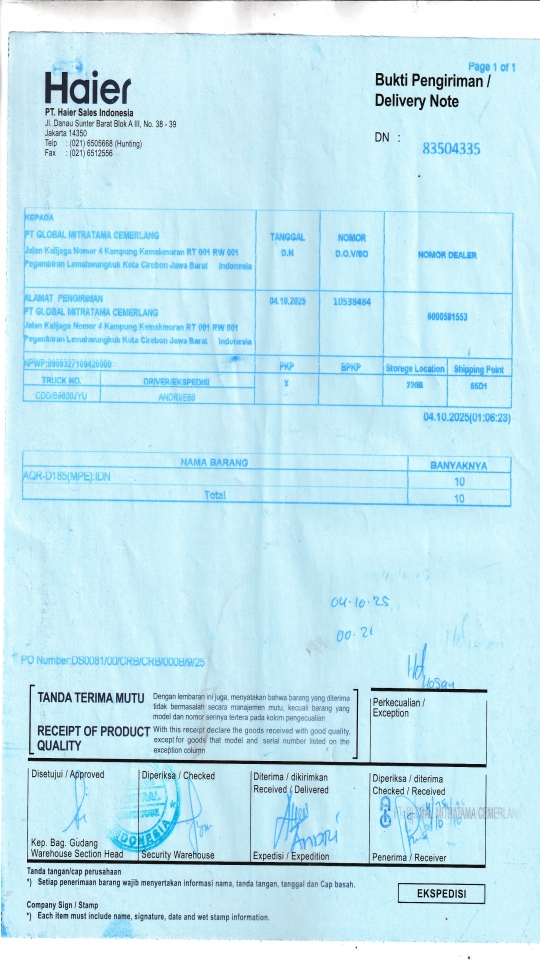 Page 1 of 1
Haier
PT. Haier Sales Indonesia
Jl. Danau Sunter Barat Blok A III, No. 38 - 39
Jakarta 14350
Telp : (021) 6505668 (Hunting)
Fax : (021) 6512556
Bukti Pengiriman /
Delivery Note
DN : 83504335
KEPADA
PT GLOBAL MITRATAMA CEMERLANG
Jalan Kalijaga Nomor 4 Kampung Kemakmuran RT 001 RW 001
Pegambiran Lemahwungkuk Kota Cirebon Jawa Barat Indonesia
TANGGAL
D.N
NOMOR
D.O.V/SO
NOMOR DEALER
ALAMAT PENGIRIMAN
PT GLOBAL MITRATAMA CEMERLANG
Jalan Kalijaga Nomor 4 Kampung Kemakmuran RT 001 RW 001
Pegambiran Lemahwungkuk Kota Cirebon Jawa Barat Indonesia
04.10.2025
10538484
6000581553
PKP
BPKP
Storege Location
Shipping Point
TRUCK NO.
DRIVER/EKSPEDISI
X
220B
65D1
04.10.2025(01:06:23)
NAMA BARANG
BANYAKNYA
AQR-D185(MPE).IDN
10
Total
10
04.10.25
00.21
PO Number:DS0081/00/CRB/CRB/0008/9/25
Hosan
TANDA TERIMA MUTU
Dengan lembaran ini juga, menyatakan bahwa barang yang diterima
tidak bermasalah secara manajemen mutu, kecuali barang yang
model dan nomor serinya tertera pada kolom pengecualian
RECEIPT OF PRODUCT
QUALITY
With this receipt declare the goods received with good quality,
except for goods that model and serial number listed on the
exception column
Perkecualian /
Exception
Disetujui / Approved
Diperiksa / Checked
Diterima / dikirimkan
Received / Delivered
Diperiksa / diterima
Checked / Received
MITRATAMA CEMERLANG
INDONESIA
ANDRI
Kep. Bag. Gudang
Warehouse Section Head
Security Warehouse
Expedisi / Expedition
Penerima / Receiver
Tanda tangan/cap perusahaan
*) Setiap penerimaan barang wajib menyertakan informasi nama, tanda tangan, tanggal dan Cap basah.
EKSPEDISI
Company Sign / Stamp
*) Each item must include name, signature, date and wet stamp information.